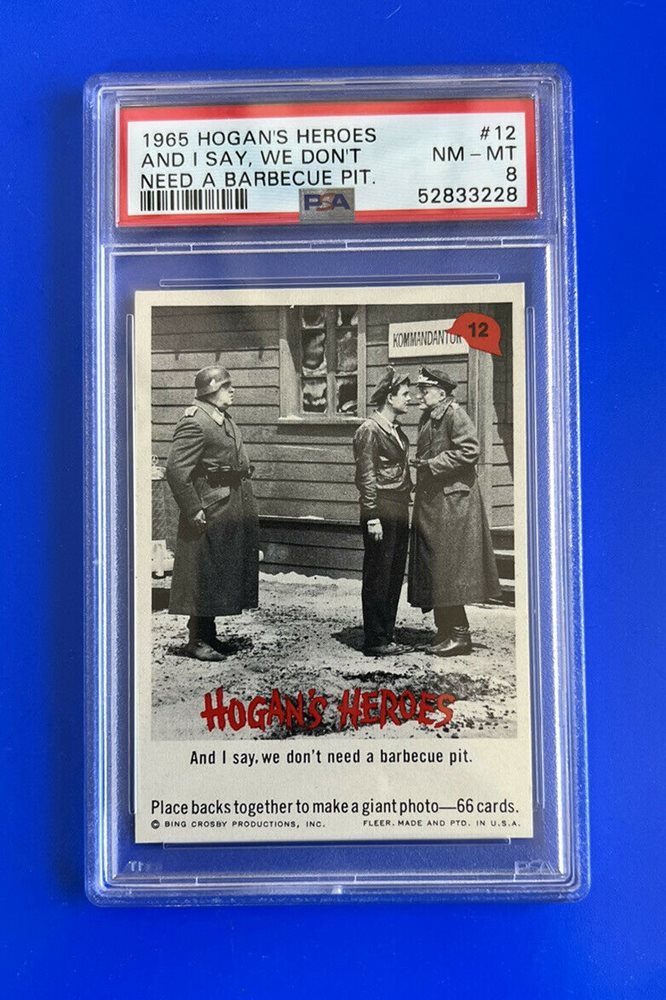 1965 HOGAN'S HEROES #12
AND I SAY, WE DON'T NM - MT
NEED A BARBECUE PIT. 8
PSA 52833228
KOMMANDANTUR 12
HOGAN'S HEROES
And I say, we don't need a barbecue pit.
Place backs together to make a giant photo—66 cards.
© BING CROSBY PRODUCTIONS, INC. FLEER. MADE AND PTD. IN U.S.A.
PSA